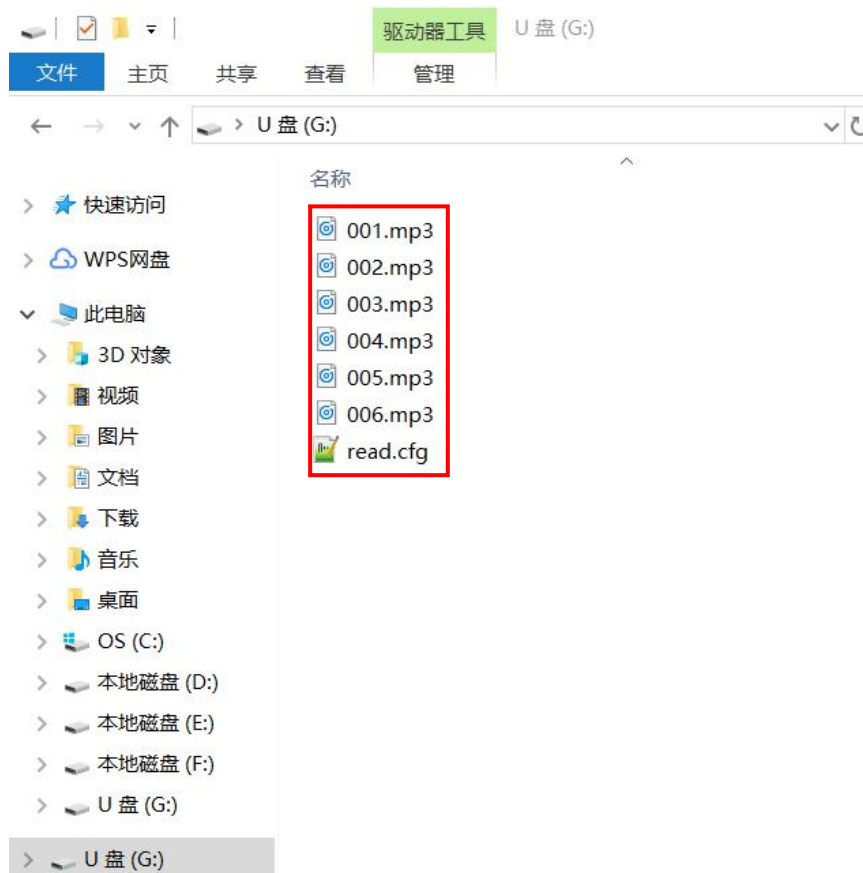 驱动器工具 U 盘 (G:)
文件 主页 共享 查看 管理
U 盘 (G:)
名称
快速访问
WPS网盘
此电脑
3D 对象
视频
图片
文档
下载
音乐
桌面
OS (C:)
本地磁盘 (D:)
本地磁盘 (E:)
本地磁盘 (F:)
U 盘 (G:)
U 盘 (G:)
001.mp3
002.mp3
003.mp3
004.mp3
005.mp3
006.mp3
read.cfg